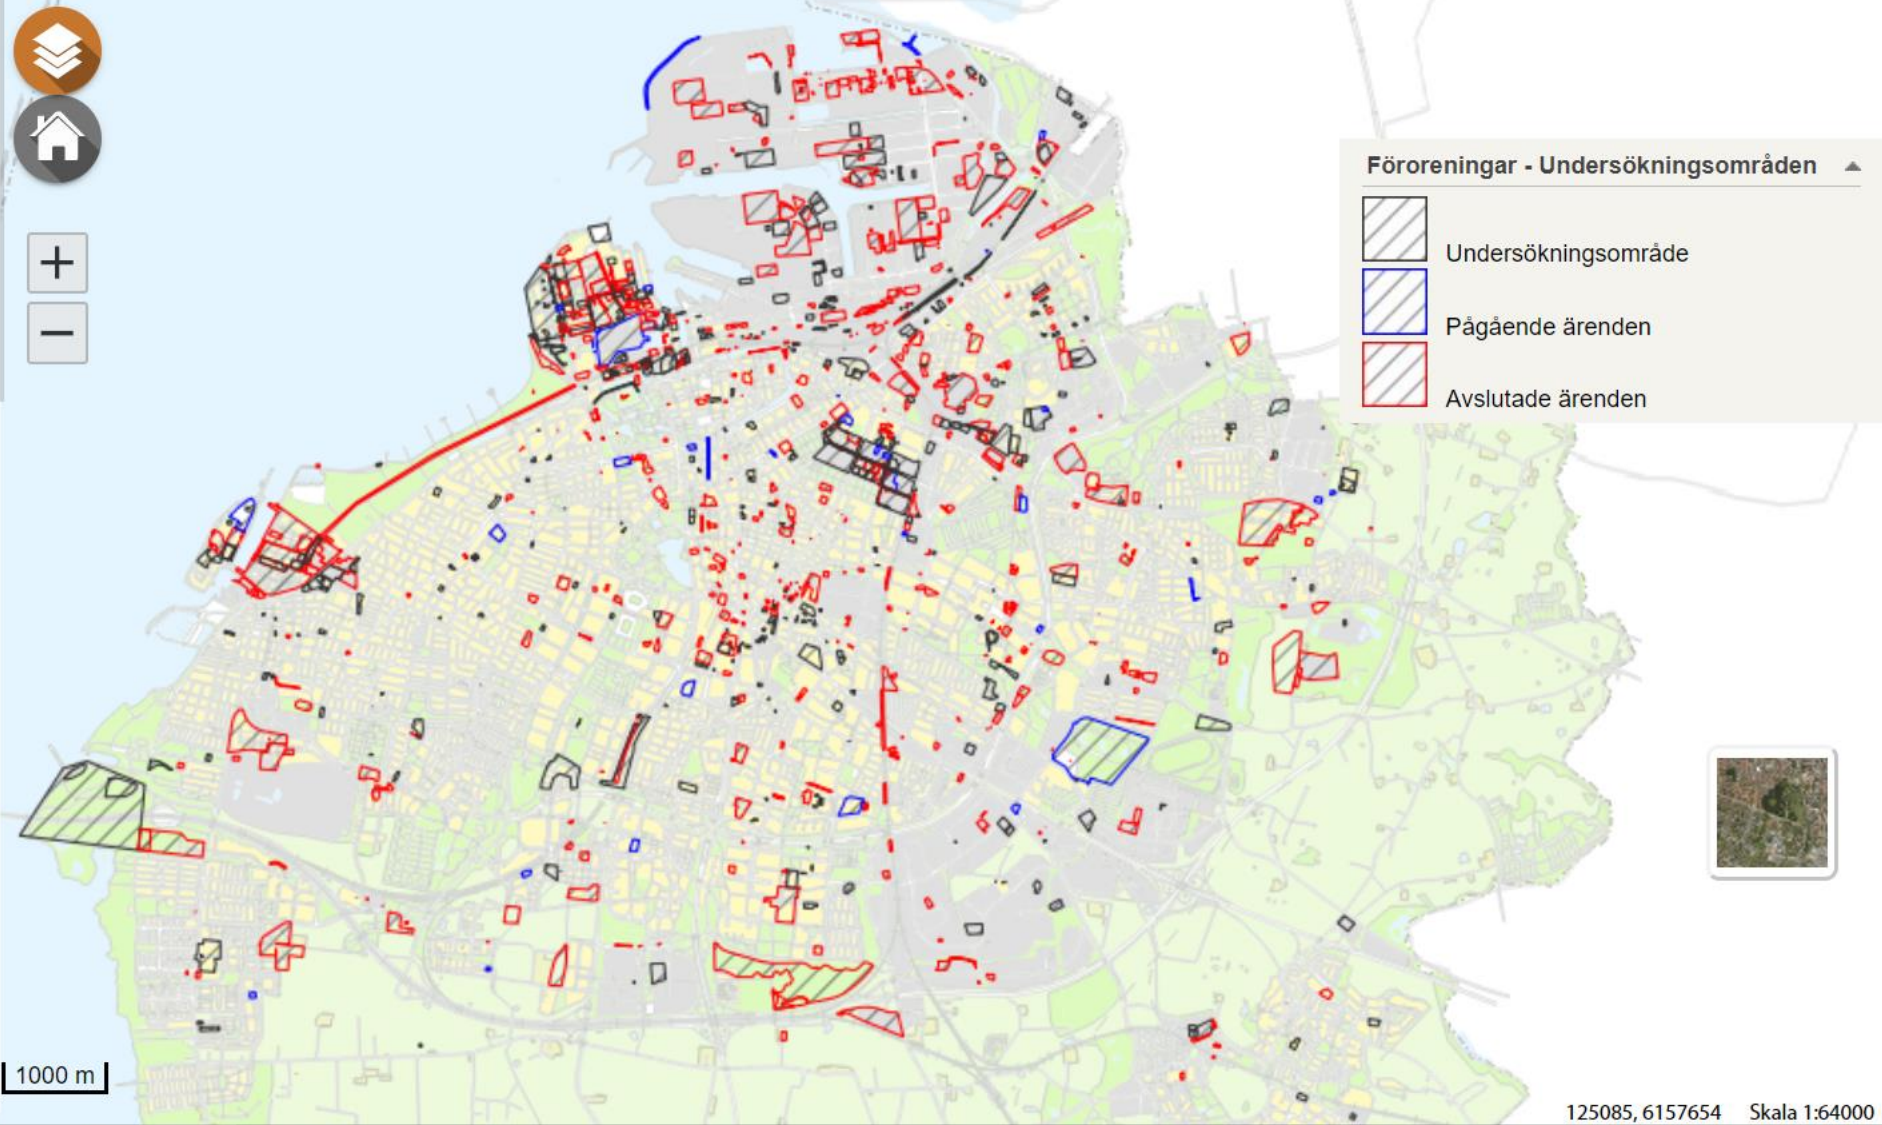 Föroreningar - Undersökningsområden
Undersökningsområde
Pågående ärenden
Avslutade ärenden
1000 m
125085, 6157654 Skala 1:64000